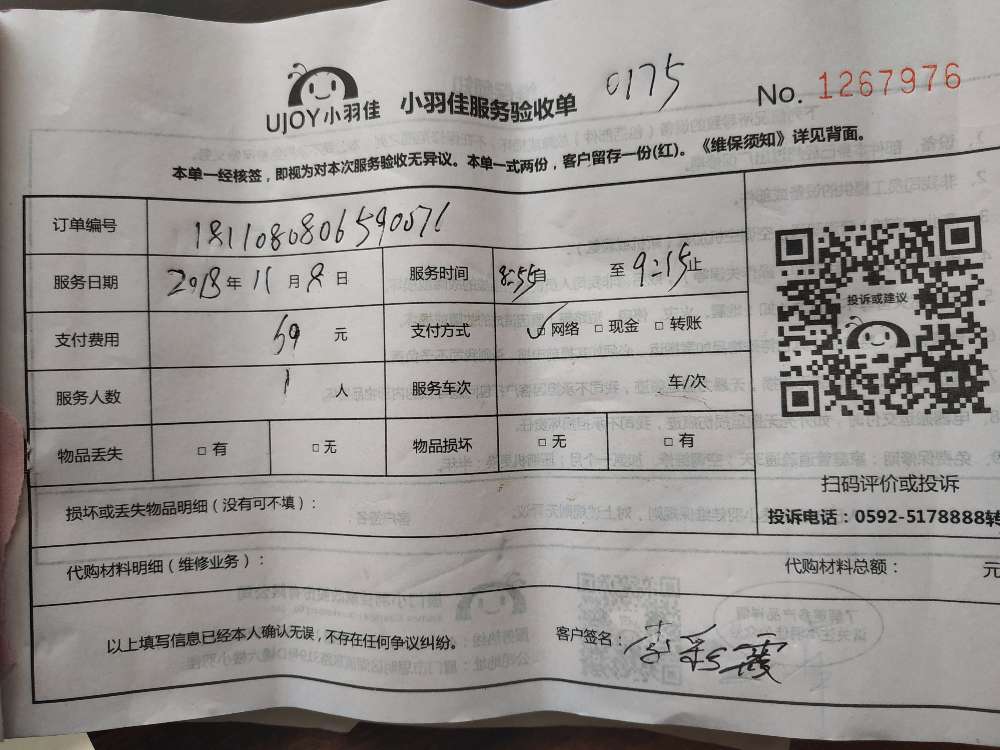 UJOY小羽佳 小羽佳服务验收单 0175 No. 1267976
本单一经核签，即视为对本次服务验收无异议。本单一式两份，客户留存一份(红)。《维保须知》详见背面。
订单编号 1811080806590071
服务日期 2018年11月8日 服务时间 8:55自 至9:15止
支付费用 59 元 支付方式 ☑网络 □现金 □转账
服务人数 1 人 服务车次 车/次
物品丢失 □有 □无 物品损坏 □无 □有
投诉或建议
扫码评价或投诉
投诉电话：0592-5178888转
损坏或丢失物品明细（没有可不填）：
代购材料明细（维修业务）： 代购材料总额： 元
以上填写信息已经本人确认无误，不存在任何争议纠纷。 客户签名：